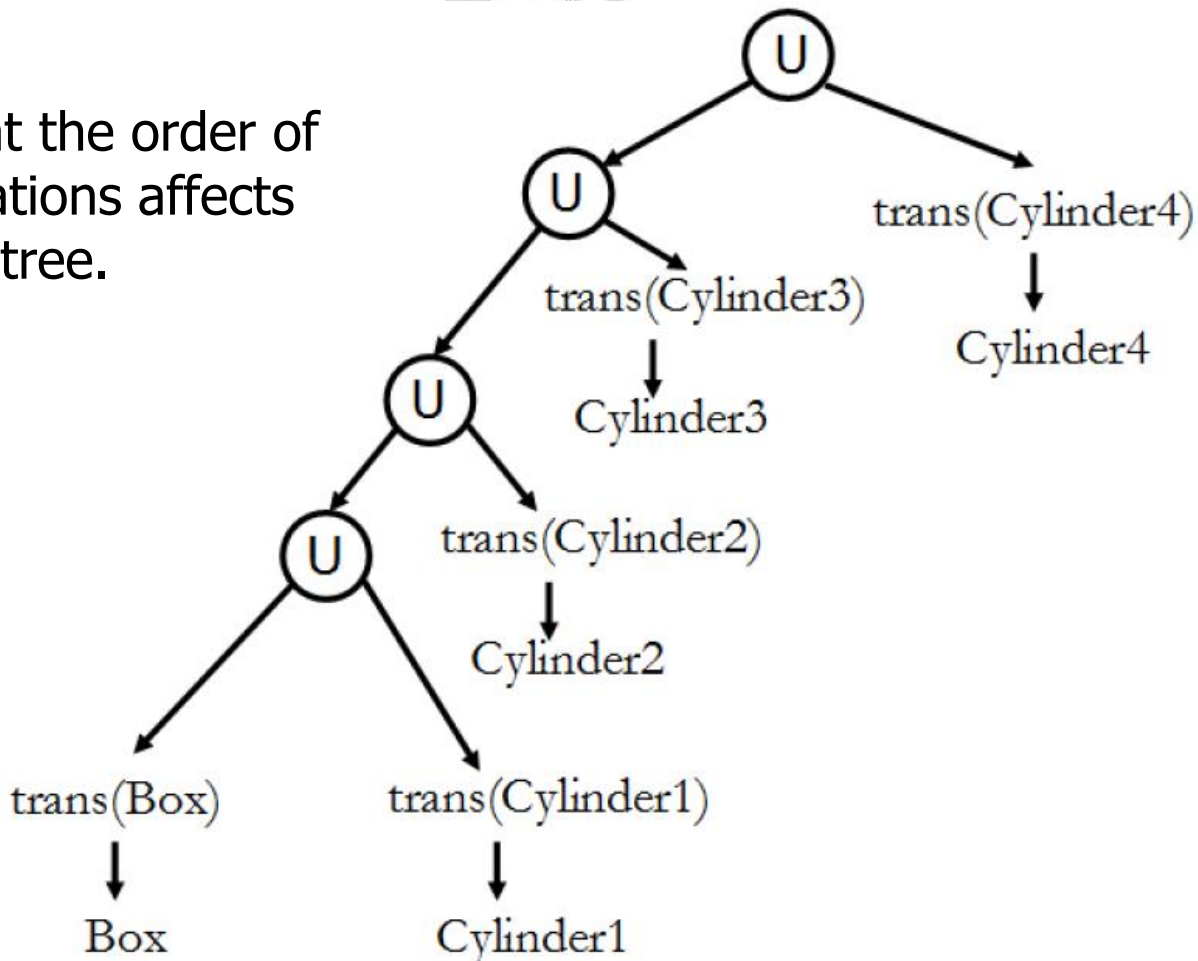 U
at the order of
ations affects
tree.
U
trans(Cylinder4)
trans(Cylinder3)
Cylinder4
U
Cylinder3
trans(Cylinder2)
U
Cylinder2
trans(Box)
trans(Cylinder1)
Box
Cylinder1